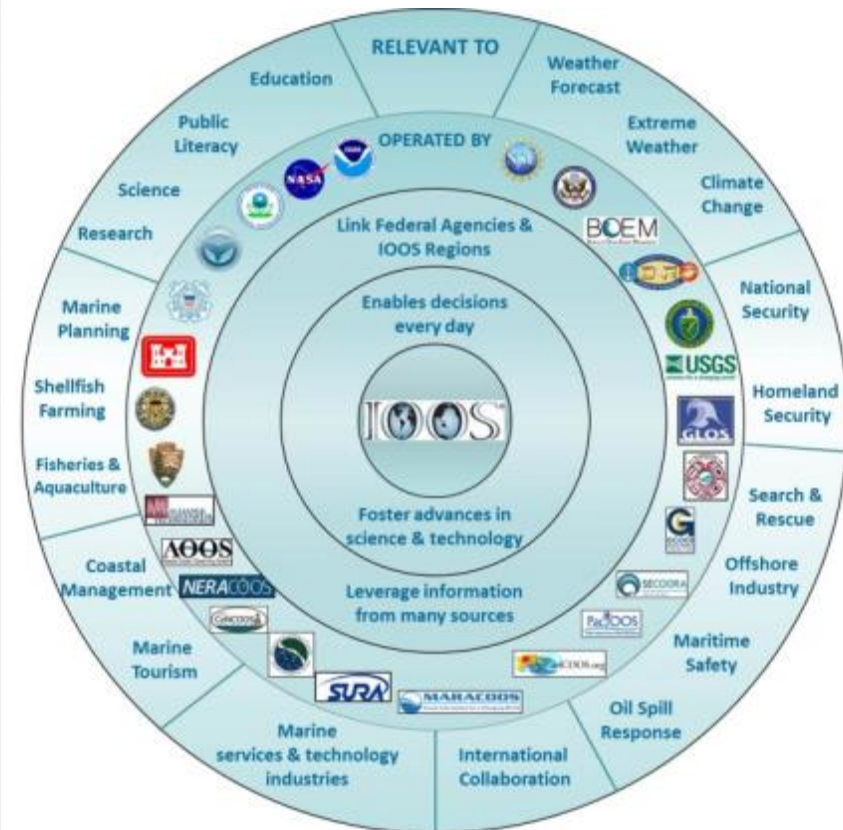 RELEVANT TO
Weather
Forecast
Extreme
Weather
Climate
Change
National
Security
Homeland
Security
Search &
Rescue
Offshore
Industry
Maritime
Safety
Oil Spill
Response
International
Collaboration
Marine
services & technology
industries
Marine
Tourism
Coastal
Management
Fisheries &
Aquaculture
Shellfish
Farming
Marine
Planning
Research
Science
Public
Literacy
Education
OPERATED BY
NASA
BOEM
USGS
GLOS
SECOORA
PacIOOS
MARACOOS
SURA
CeNCOOS
NERACOOS
AOOS
Link Federal Agencies &
IOOS Regions
Enables decisions
every day
IOOS
Foster advances in
science & technology
Leverage information
from many sources